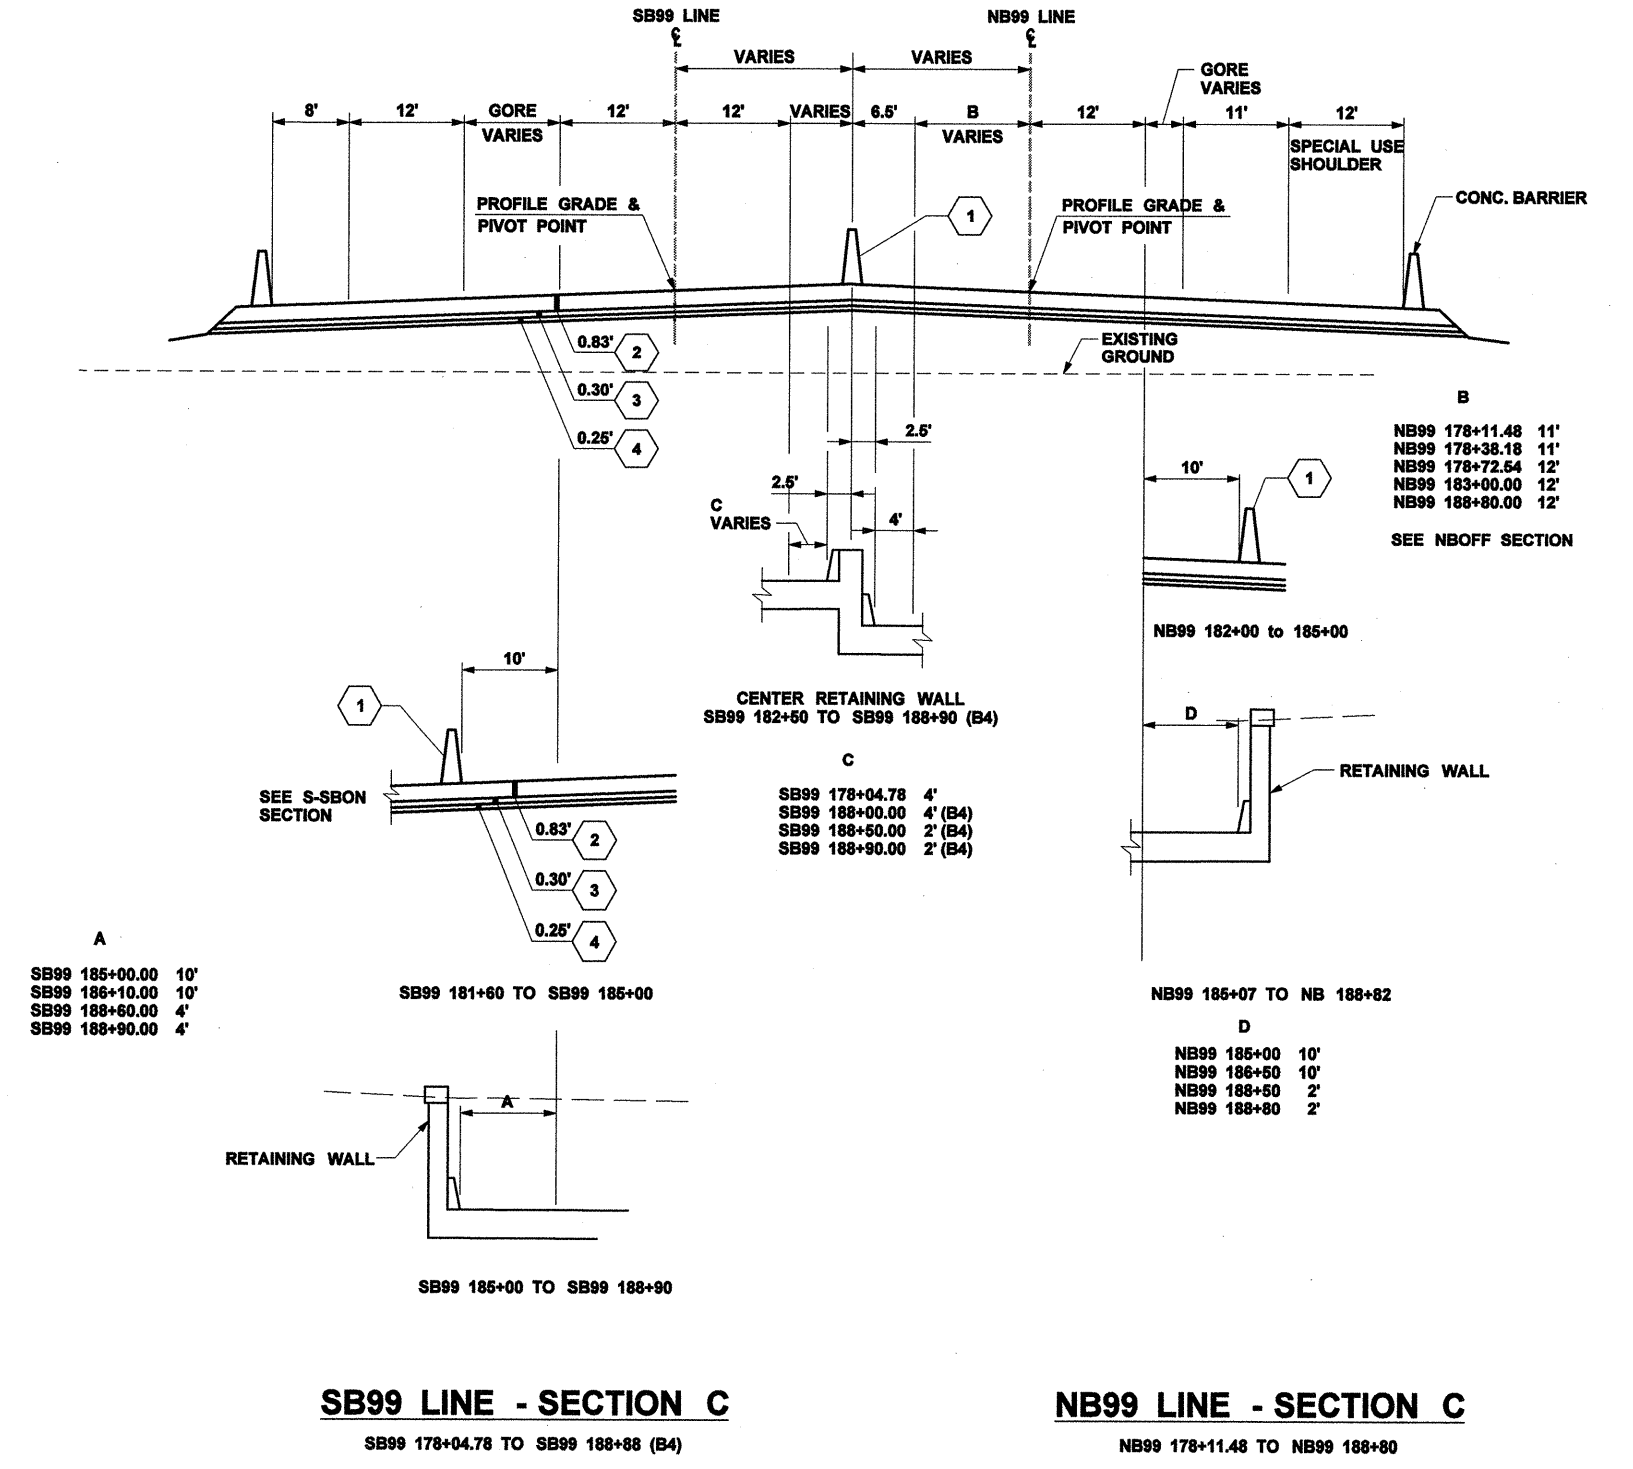 SB99 LINE
NB99 LINE
℄
℄
VARIES
VARIES
GORE
VARIES
8'
12'
GORE
VARIES
12'
12'
VARIES
6.5'
B
VARIES
12'
11'
12'
SPECIAL USE
SHOULDER
PROFILE GRADE &
PIVOT POINT
1
PROFILE GRADE &
PIVOT POINT
CONC. BARRIER
0.83'
2
0.30'
3
0.25'
4
EXISTING
GROUND
B
NB99 178+11.48 11'
NB99 178+38.18 11'
NB99 178+72.54 12'
NB99 183+00.00 12'
NB99 188+80.00 12'
SEE NBOFF SECTION
2.5'
2.5'
C
VARIES
4'
10'
1
NB99 182+00 to 185+00
CENTER RETAINING WALL
SB99 182+50 TO SB99 188+90 (B4)
C
SB99 178+04.78 4'
SB99 188+00.00 4' (B4)
SB99 188+50.00 2' (B4)
SB99 188+90.00 2' (B4)
10'
1
SEE S-SBON
SECTION
0.83'
2
0.30'
3
0.25'
4
SB99 181+60 TO SB99 185+00
D
RETAINING WALL
NB99 185+07 TO NB 188+82
D
NB99 185+00 10'
NB99 186+50 10'
NB99 188+50 2'
NB99 188+80 2'
A
SB99 185+00.00 10'
SB99 186+10.00 10'
SB99 188+60.00 4'
SB99 188+90.00 4'
A
RETAINING WALL
SB99 185+00 TO SB99 188+90
SB99 LINE - SECTION C
SB99 178+04.78 TO SB99 188+88 (B4)
NB99 LINE - SECTION C
NB99 178+11.48 TO NB99 188+80